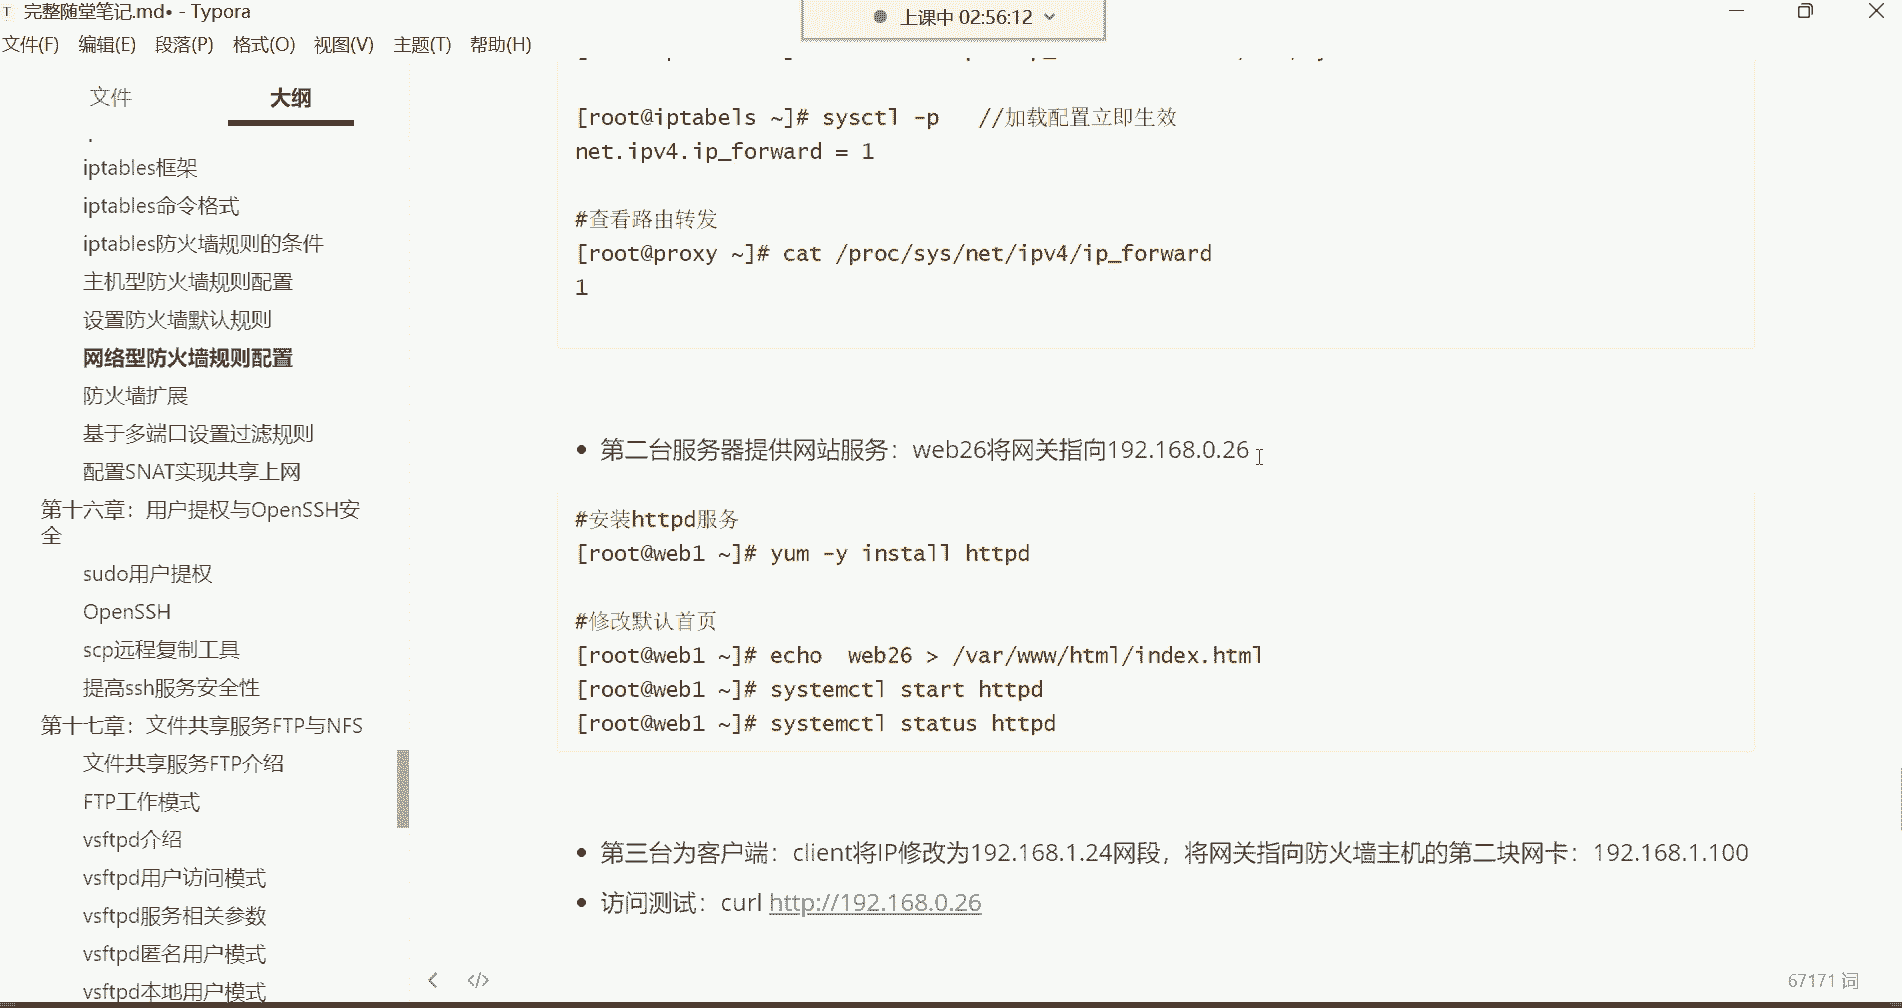 完整随堂笔记.md• - Typora
上课中 02:56:12
文件(F) 编辑(E) 段落(P) 格式(O) 视图(V) 主题(T) 帮助(H)
文件 大纲
iptables框架
iptables命令格式
iptables防火墙规则的条件
主机型防火墙规则配置
设置防火墙默认规则
网络型防火墙规则配置
防火墙扩展
基于多端口设置过滤规则
配置SNAT实现共享上网
第十六章：用户提权与OpenSSH安
全
sudo用户提权
OpenSSH
scp远程复制工具
提高ssh服务安全性
第十七章：文件共享服务FTP与NFS
文件共享服务FTP介绍
FTP工作模式
vsftpd介绍
vsftpd用户访问模式
vsftpd服务相关参数
vsftpd匿名用户模式
vsftpd本地用户模式
[root@iptabels ~]# sysctl -p   //加载配置立即生效
net.ipv4.ip_forward = 1
#查看路由转发
[root@proxy ~]# cat /proc/sys/net/ipv4/ip_forward
1
• 第二台服务器提供网站服务：web26将网关指向192.168.0.26
#安装httpd服务
[root@web1 ~]# yum -y install httpd
#修改默认首页
[root@web1 ~]# echo  web26 > /var/www/html/index.html
[root@web1 ~]# systemctl start httpd
[root@web1 ~]# systemctl status httpd
• 第三台为客户端：client将IP修改为192.168.1.24网段，将网关指向防火墙主机的第二块网卡：192.168.1.100
• 访问测试：curl http://192.168.0.26
67171 词